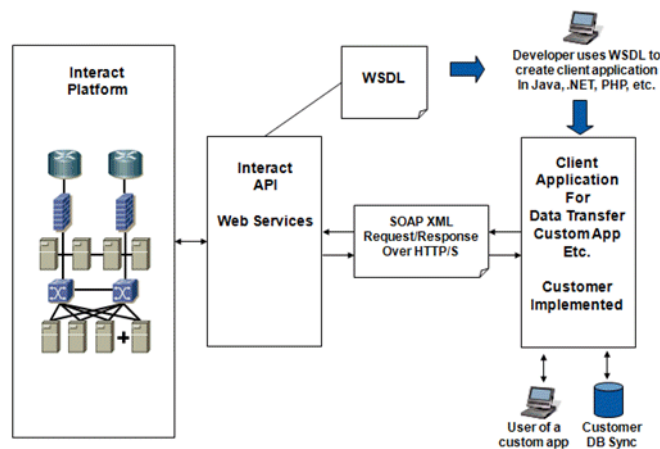 Interact
Platform
+
Interact
API
Web Services
WSDL
Developer uses WSDL to
create client application
In Java, .NET, PHP, etc.
SOAP XML
Request/Response
Over HTTP/S
Client
Application
For
Data Transfer
Custom App
Etc.
Customer
Implemented
User of a
custom app
Customer
DB Sync